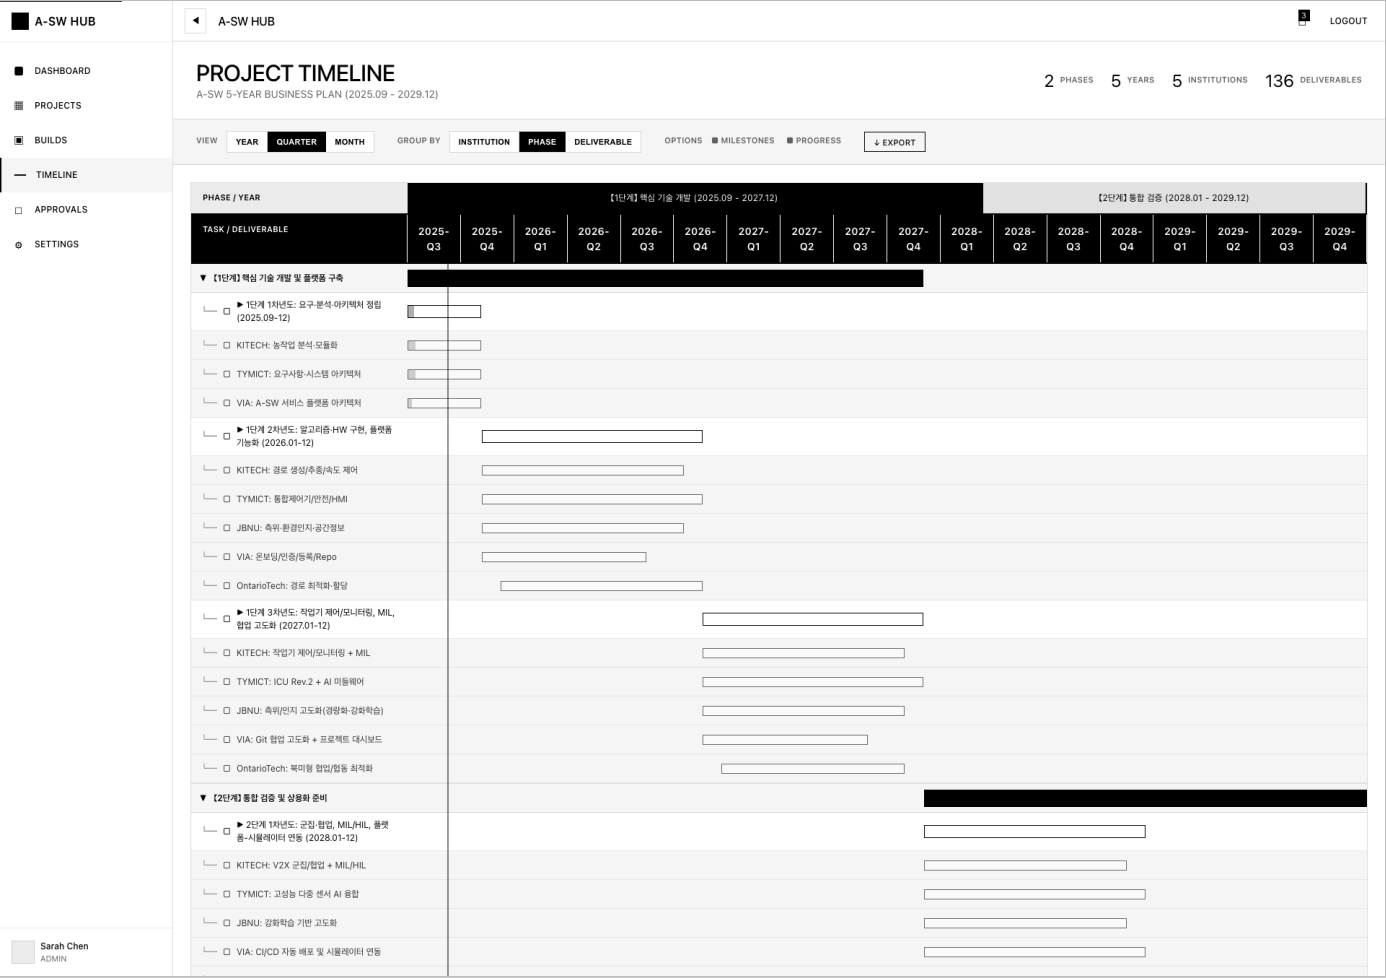 A-SW HUB
DASHBOARD
PROJECTS
BUILDS
TIMELINE
APPROVALS
SETTINGS
Sarah Chen
ADMIN
A-SW HUB
3
LOGOUT
PROJECT TIMELINE
A-SW 5-YEAR BUSINESS PLAN (2025.09 - 2029.12)
2 PHASES 5 YEARS 5 INSTITUTIONS 136 DELIVERABLES
VIEW YEAR QUARTER MONTH GROUP BY INSTITUTION PHASE DELIVERABLE OPTIONS MILESTONES PROGRESS ↓ EXPORT
PHASE / YEAR
【1단계】 핵심 기술 개발 (2025.09 - 2027.12)
【2단계】 통합 검증 (2028.01 - 2029.12)
TASK / DELIVERABLE
2025-Q3 2025-Q4 2026-Q1 2026-Q2 2026-Q3 2026-Q4 2027-Q1 2027-Q2 2027-Q3 2027-Q4 2028-Q1 2028-Q2 2028-Q3 2028-Q4 2029-Q1 2029-Q2 2029-Q3 2029-Q4
▼ 【1단계】 핵심 기술 개발 및 플랫폼 구축
▶ 1단계 1차년도: 요구·분석·아키텍처 정립
(2025.09-12)
KITECH: 농작업 분석·모듈화
TYMICT: 요구사항·시스템 아키텍처
VIA: A-SW 서비스 플랫폼 아키텍처
▶ 1단계 2차년도: 알고리즘·HW 구현, 플랫폼
기능화 (2026.01-12)
KITECH: 경로 생성/추종/속도 제어
TYMICT: 통합제어기/안전/HMI
JBNU: 측위·환경인지·공간정보
VIA: 온보딩/인증/등록/Repo
OntarioTech: 경로 최적화·할당
▶ 1단계 3차년도: 작업기 제어/모니터링, MIL,
협업 고도화 (2027.01-12)
KITECH: 작업기 제어/모니터링 + MIL
TYMICT: ICU Rev.2 + AI 미들웨어
JBNU: 측위/인지 고도화(경량화·강화학습)
VIA: Git 협업 고도화 + 프로젝트 대시보드
OntarioTech: 북미형 협업/협동 최적화
▼ 【2단계】 통합 검증 및 상용화 준비
▶ 2단계 1차년도: 군집·협업, MIL/HIL, 플랫
폼-시뮬레이터 연동 (2028.01-12)
KITECH: V2X 군집/협업 + MIL/HIL
TYMICT: 고성능 다중 센서 AI 융합
JBNU: 강화학습 기반 고도화
VIA: CI/CD 자동 배포 및 시뮬레이터 연동